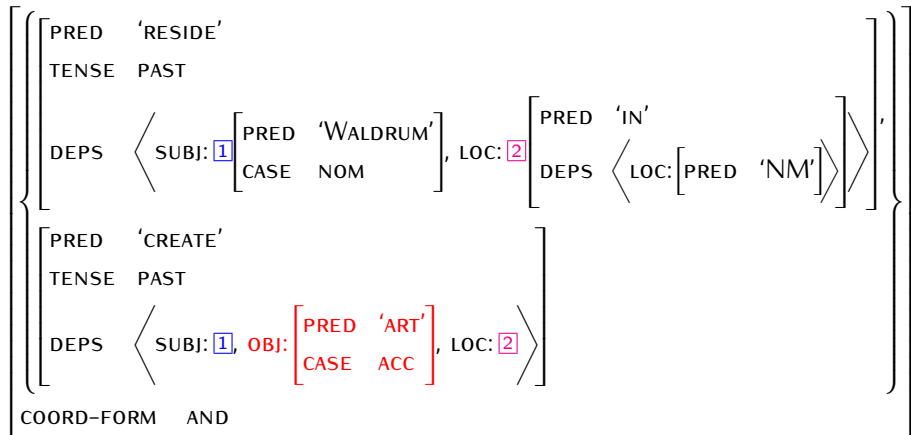 PRED ‘RESIDE’
TENSE PAST
DEPS ⟨ SUBJ: 1 [PRED ‘WALDRUM’ CASE NOM], LOC: 2 [PRED ‘IN’ DEPS ⟨LOC: [PRED ‘NM’]⟩] ⟩,
PRED ‘CREATE’
TENSE PAST
DEPS ⟨ SUBJ: 1, OBJ: [PRED ‘ART’ CASE ACC], LOC: 2 ⟩
COORD-FORM AND